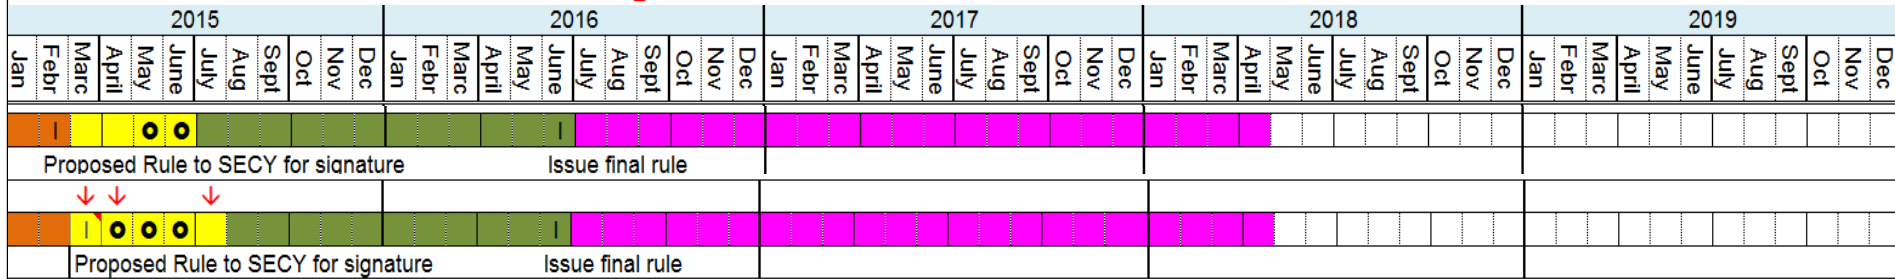 2015 2016 2017 2018 2019
Jan Febr Marc April May June July Aug Sept Oct Nov Dec Jan Febr Marc April May June July Aug Sept Oct Nov Dec Jan Febr Marc April May June July Aug Sept Oct Nov Dec Jan Febr Marc April May June July Aug Sept Oct Nov Dec Jan Febr Marc April May June July Aug Sept Oct Nov Dec
I o o I
Proposed Rule to SECY for signature Issue final rule
↓ ↓ ↓
I o o o I
Proposed Rule to SECY for signature Issue final rule